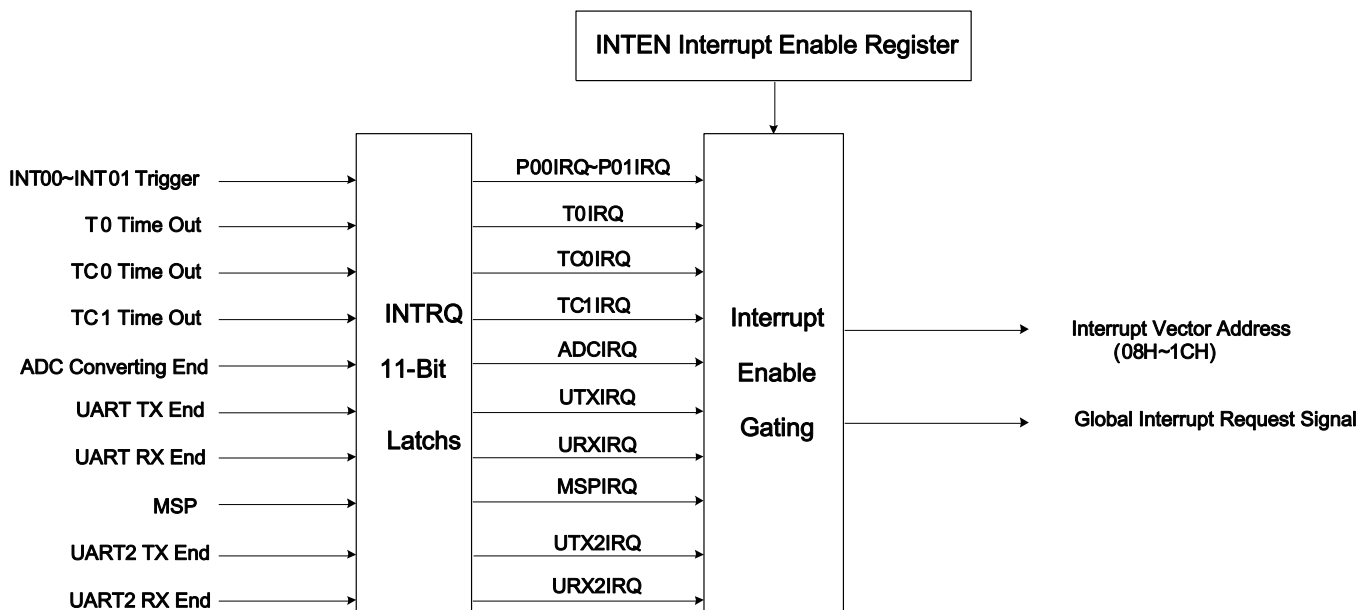 INTEN Interrupt Enable Register
INT00~INT01 Trigger
T0 Time Out
TC0 Time Out
TC1 Time Out
ADC Converting End
UART TX End
UART RX End
MSP
UART2 TX End
UART2 RX End
INTRQ
11-Bit
Latchs
P00IRQ~P01IRQ
T0IRQ
TC0IRQ
TC1IRQ
ADCIRQ
UTXIRQ
URXIRQ
MSPIRQ
UTX2IRQ
URX2IRQ
Interrupt
Enable
Gating
Interrupt Vector Address
(08H~1CH)
Global Interrupt Request Signal